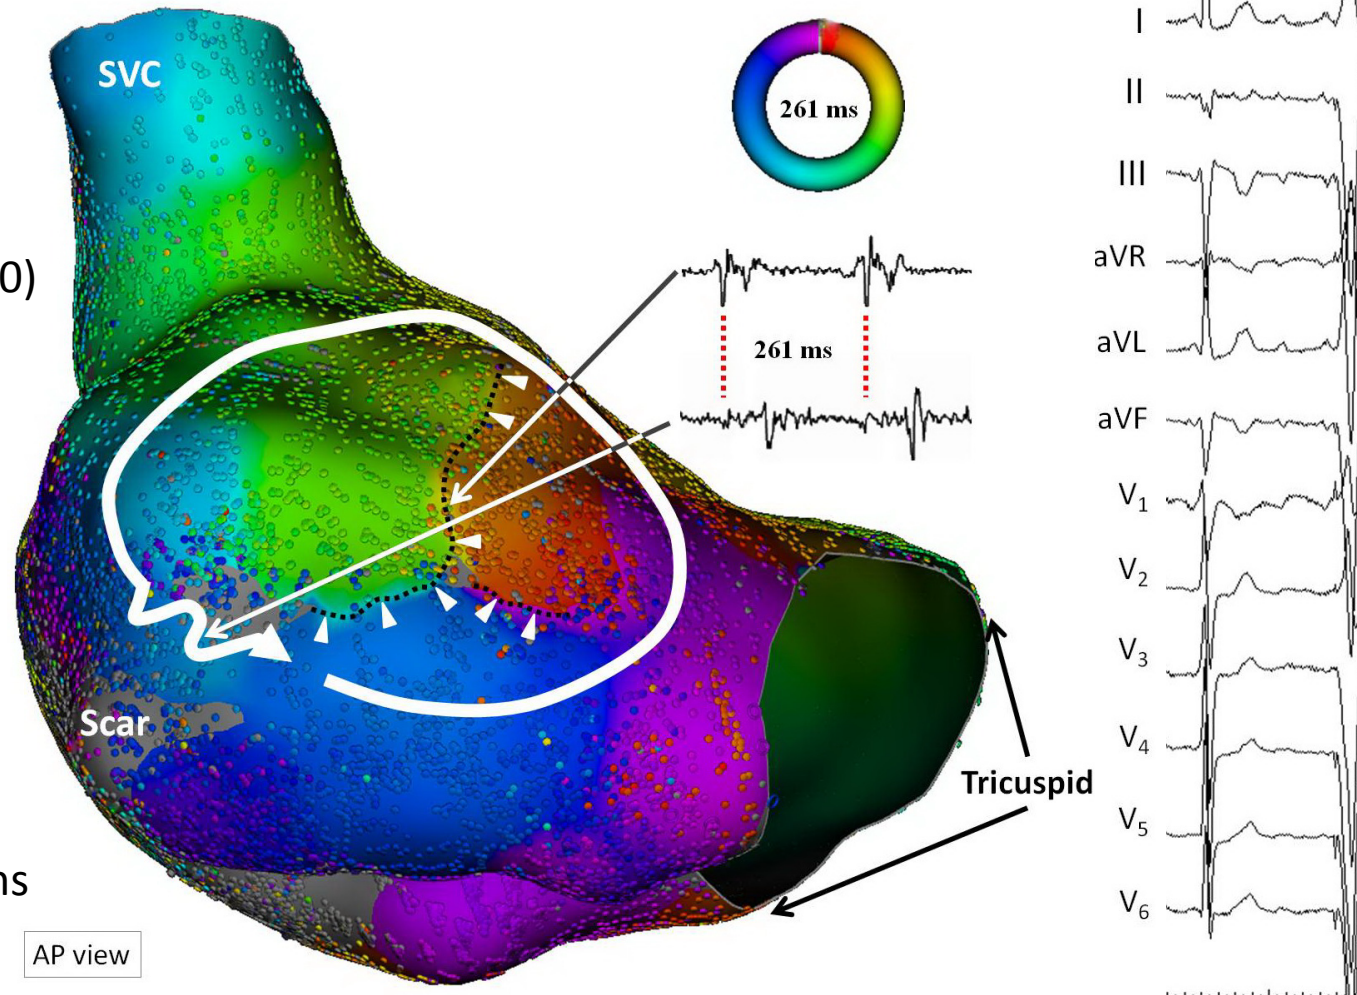 SVC
261 ms
0)
261 ms
Scar
Tricuspid
ns
AP view
I
II
III
aVR
aVL
aVF
V1
V2
V3
V4
V5
V6